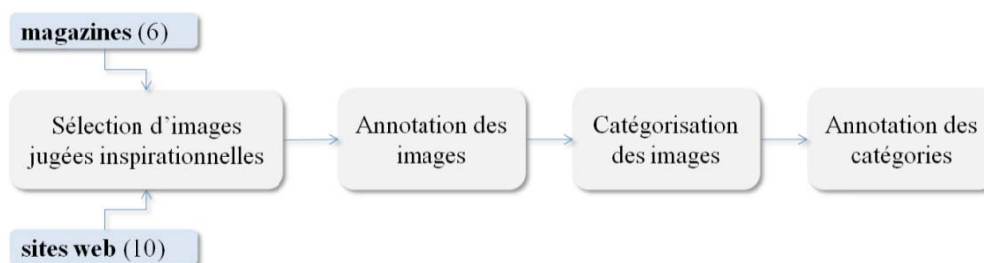 magazines (6)
Sélection d’images
jugées inspirationnelles
Annotation des
images
Catégorisation
des images
Annotation des
catégories
sites web (10)